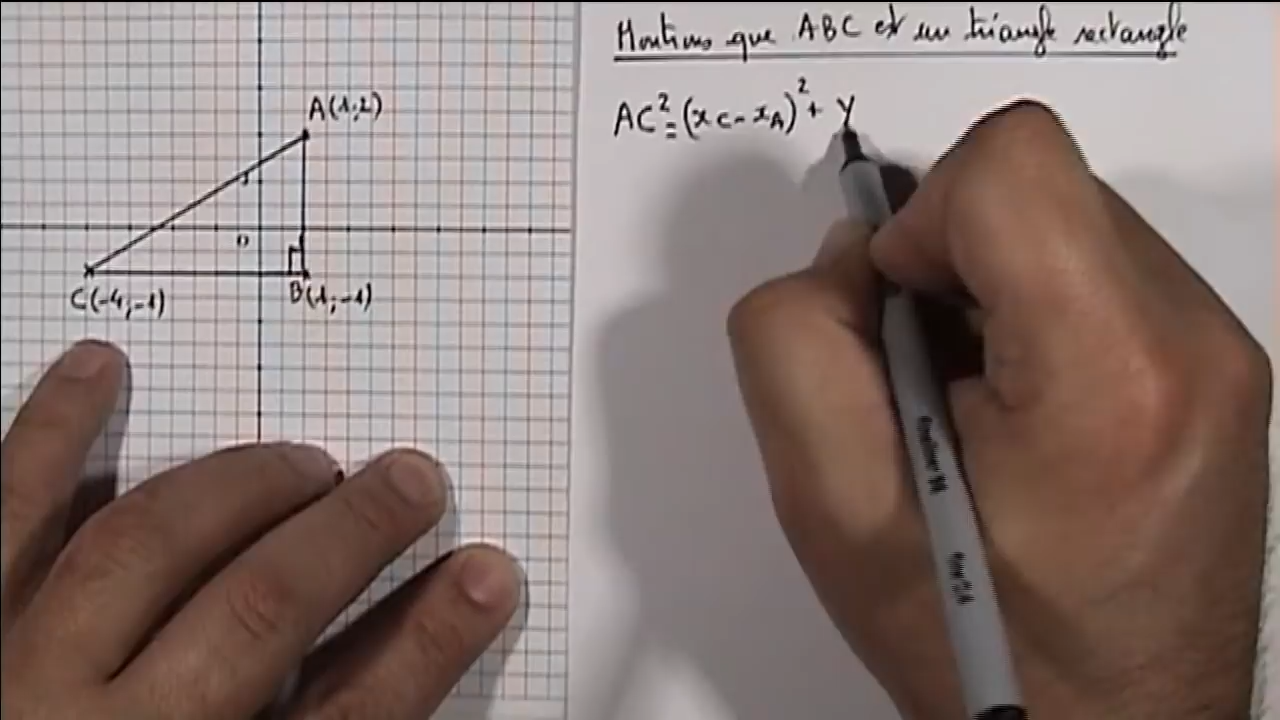 Montrons que ABC est un triangle rectangle
AC² = (xC - xA)² + y
A(1;2)
C(-4;-1)
B(1;-1)